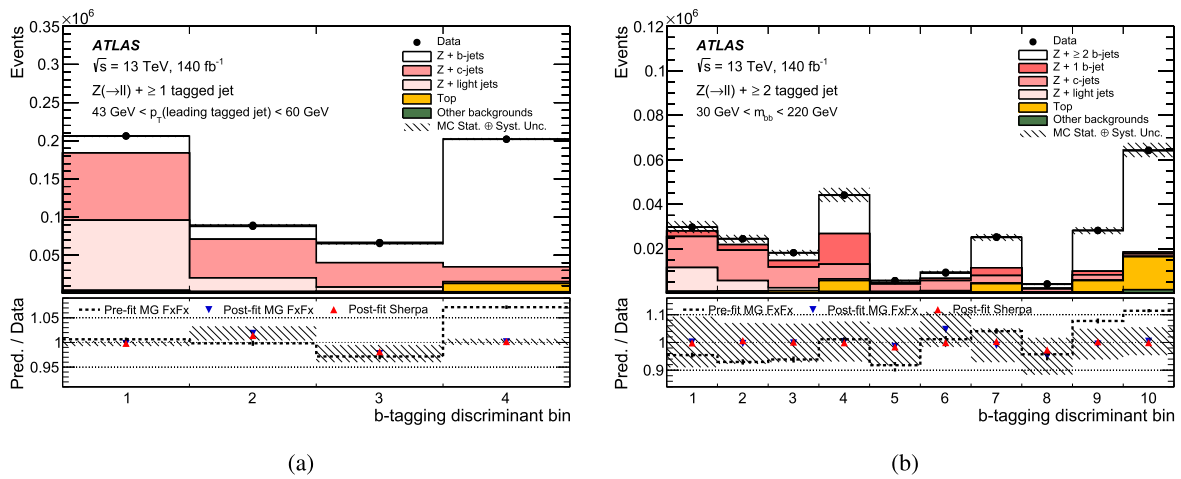 ×10⁶
Events
0.35
0.3
0.25
0.2
0.15
0.1
0.05
ATLAS
√s = 13 TeV, 140 fb⁻¹
Z(→ll) + ≥ 1 tagged jet
43 GeV < p_T(leading tagged jet) < 60 GeV
Data
Z + b-jets
Z + c-jets
Z + light jets
Top
Other backgrounds
MC Stat. ⊕ Syst. Unc.
Pred. / Data
1.05
1
0.95
Pre-fit MG FxFx Post-fit MG FxFx Post-fit Sherpa
1 2 3 4
b-tagging discriminant bin
(a)
×10⁶
Events
0.12
0.1
0.08
0.06
0.04
0.02
ATLAS
√s = 13 TeV, 140 fb⁻¹
Z(→ll) + ≥ 2 tagged jet
30 GeV < m_bb < 220 GeV
Data
Z + ≥ 2 b-jets
Z + 1 b-jet
Z + c-jets
Z + light jets
Top
Other backgrounds
MC Stat. ⊕ Syst. Unc.
Pred. / Data
1.1
1
0.9
Pre-fit MG FxFx Post-fit MG FxFx Post-fit Sherpa
1 2 3 4 5 6 7 8 9 10
b-tagging discriminant bin
(b)